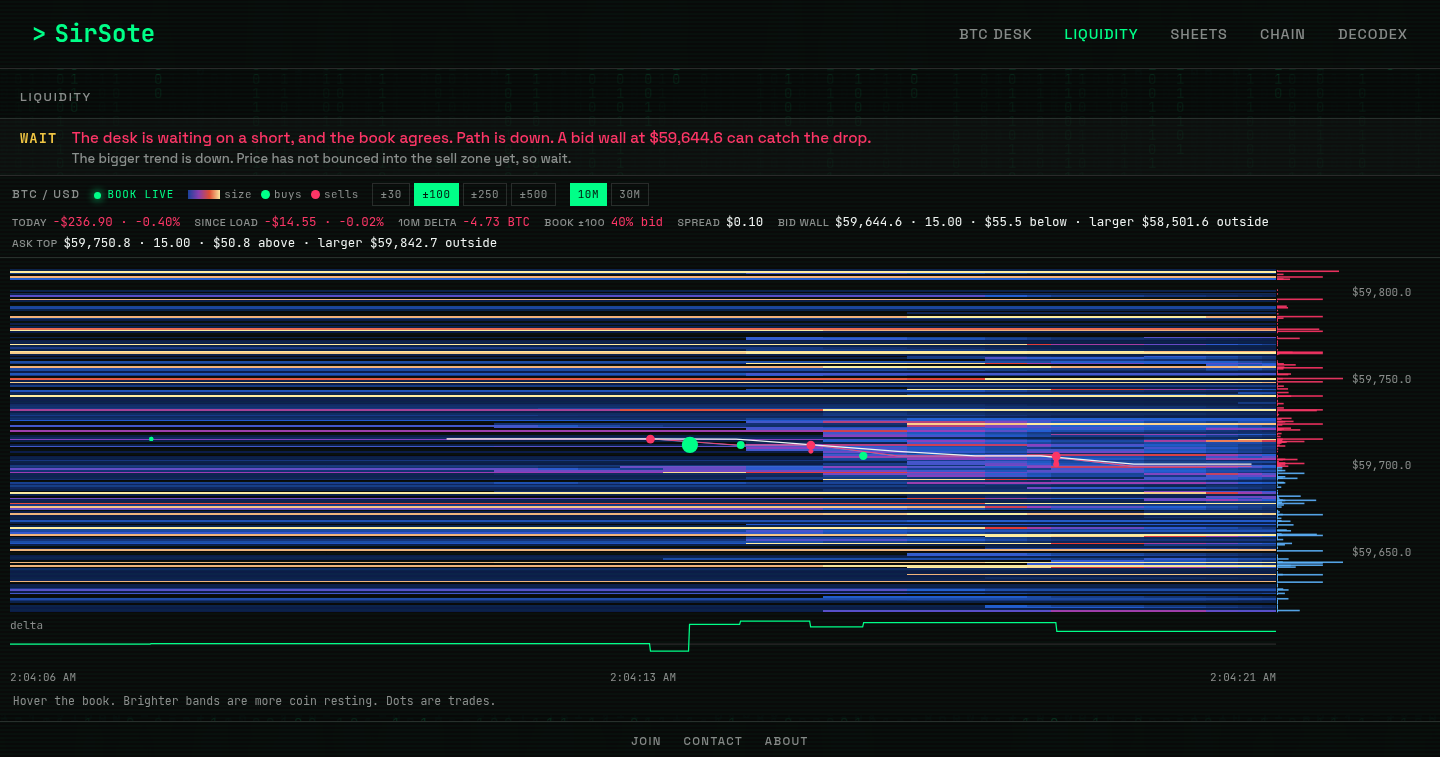 > SirSote
BTC DESK LIQUIDITY SHEETS CHAIN DECODEX
LIQUIDITY
WAIT The desk is waiting on a short, and the book agrees. Path is down. A bid wall at $59,644.6 can catch the drop.
The bigger trend is down. Price has not bounced into the sell zone yet, so wait.
BTC / USD BOOK LIVE size buys sells ±30 ±100 ±250 ±500 10M 30M
TODAY -$236.90 · -0.40% SINCE LOAD -$14.55 · -0.02% 10M DELTA -4.73 BTC BOOK ±100 40% bid SPREAD $0.10 BID WALL $59,644.6 · 15.00 · $55.5 below · larger $58,501.6 outside
ASK TOP $59,750.8 · 15.00 · $50.8 above · larger $59,842.7 outside
$59,800.0
$59,750.0
$59,700.0
$59,650.0
delta
2:04:06 AM 2:04:13 AM 2:04:21 AM
Hover the book. Brighter bands are more coin resting. Dots are trades.
JOIN CONTACT ABOUT